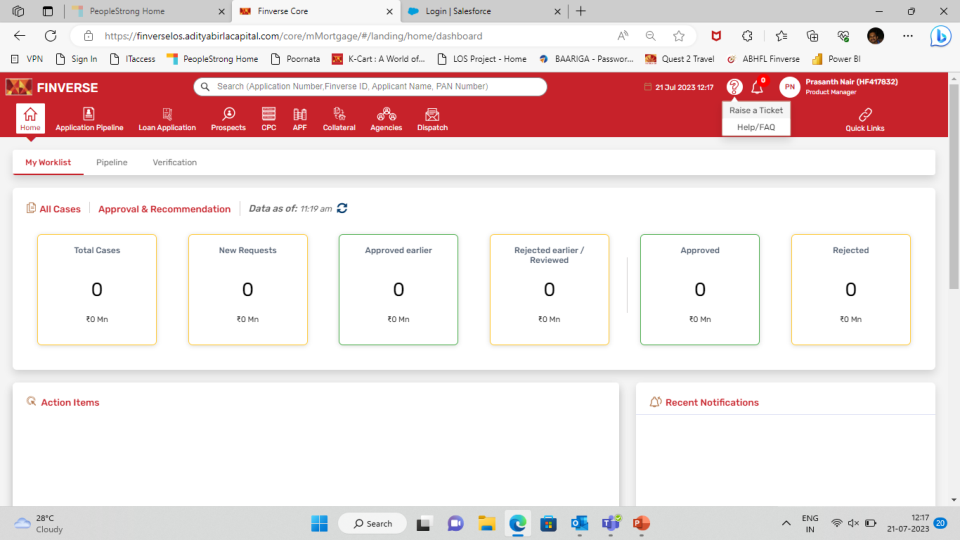 PeopleStrong Home
Finverse Core
Login | Salesforce
https://finverselos.adityabirlacapital.com/core/mMortgage/#/landing/home/dashboard
VPN Sign In ITaccess PeopleStrong Home Poornata K-Cart : A World of... LOS Project - Home BAARIGA - Passwor... Quest 2 Travel ABHFL Finverse Power BI
FINVERSE
Search (Application Number,Finverse ID, Applicant Name, PAN Number)
21 Jul 2023 12:17
0
PN
Prasanth Nair (HF417832)
Product Manager
Raise a Ticket
Help/FAQ
Home Application Pipeline Loan Application Prospects CPC APF Collateral Agencies Dispatch Quick Links
My Worklist Pipeline Verification
All Cases Approval & Recommendation Data as of: 11:19 am
Total Cases
0
₹0 Mn
New Requests
0
₹0 Mn
Approved earlier
0
₹0 Mn
Rejected earlier /
Reviewed
0
₹0 Mn
Approved
0
₹0 Mn
Rejected
0
₹0 Mn
Action Items
Recent Notifications
28°C
Cloudy
Search
ENG
IN
12:17
21-07-2023
20